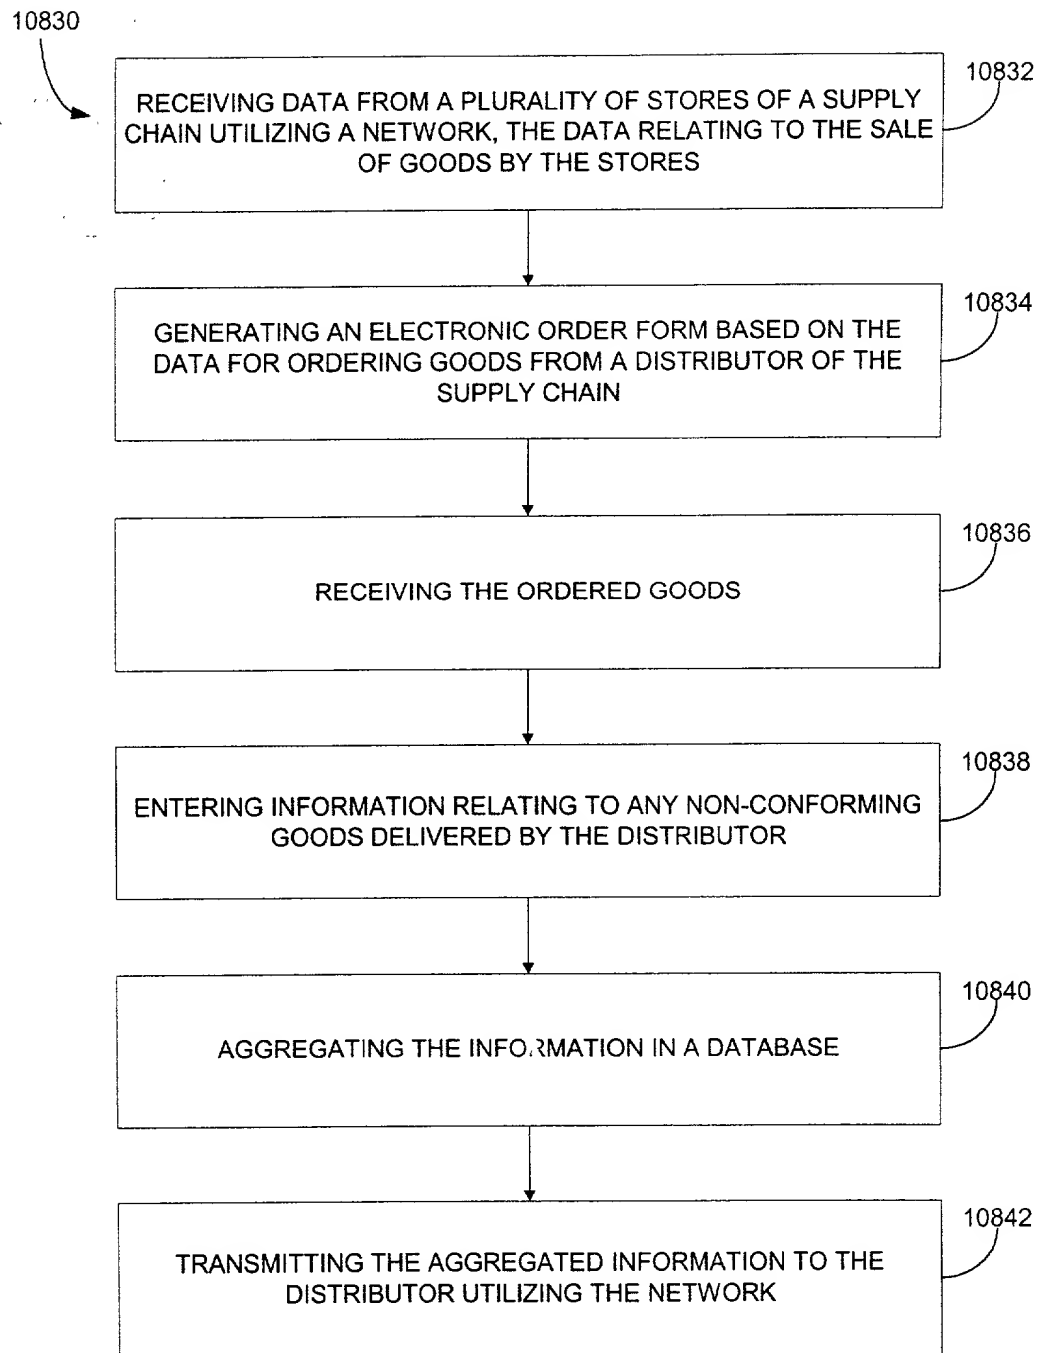 10830
10832
RECEIVING DATA FROM A PLURALITY OF STORES OF A SUPPLY
CHAIN UTILIZING A NETWORK, THE DATA RELATING TO THE SALE
OF GOODS BY THE STORES
10834
GENERATING AN ELECTRONIC ORDER FORM BASED ON THE
DATA FOR ORDERING GOODS FROM A DISTRIBUTOR OF THE
SUPPLY CHAIN
10836
RECEIVING THE ORDERED GOODS
10838
ENTERING INFORMATION RELATING TO ANY NON-CONFORMING
GOODS DELIVERED BY THE DISTRIBUTOR
10840
AGGREGATING THE INFORMATION IN A DATABASE
10842
TRANSMITTING THE AGGREGATED INFORMATION TO THE
DISTRIBUTOR UTILIZING THE NETWORK